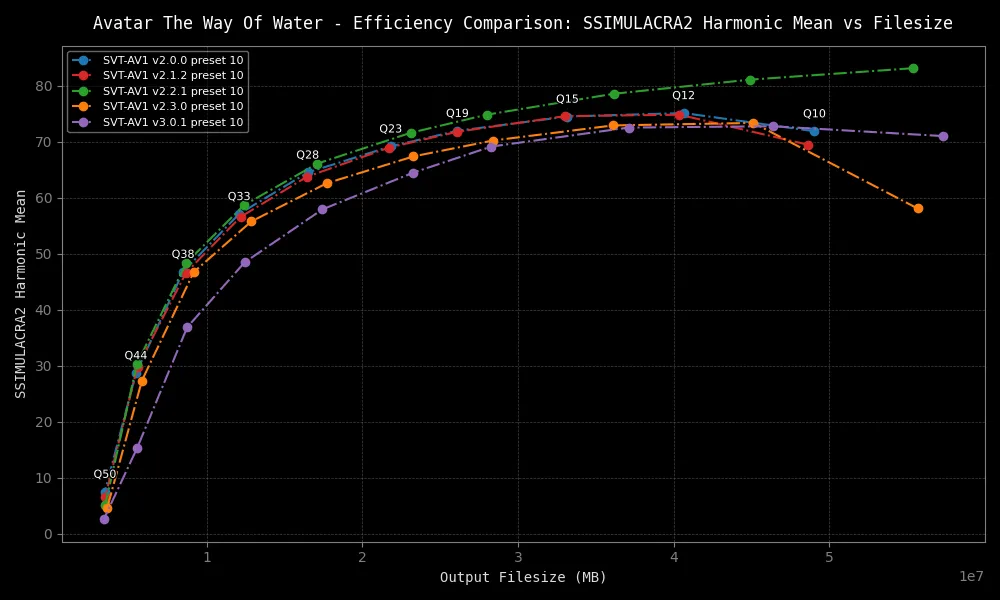 Avatar The Way Of Water - Efficiency Comparison: SSIMULACRA2 Harmonic Mean vs Filesize
SVT-AV1 v2.0.0 preset 10
SVT-AV1 v2.1.2 preset 10
SVT-AV1 v2.2.1 preset 10
SVT-AV1 v2.3.0 preset 10
SVT-AV1 v3.0.1 preset 10
SSIMULACRA2 Harmonic Mean
80
70
60
50
40
30
20
10
0
Q50
Q44
Q38
Q33
Q28
Q23
Q19
Q15
Q12
Q10
1
2
3
4
5
1e7
Output Filesize (MB)